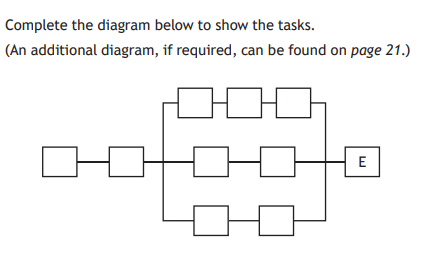 Complete the diagram below to show the tasks.
(An additional diagram, if required, can be found on page 21.)
E